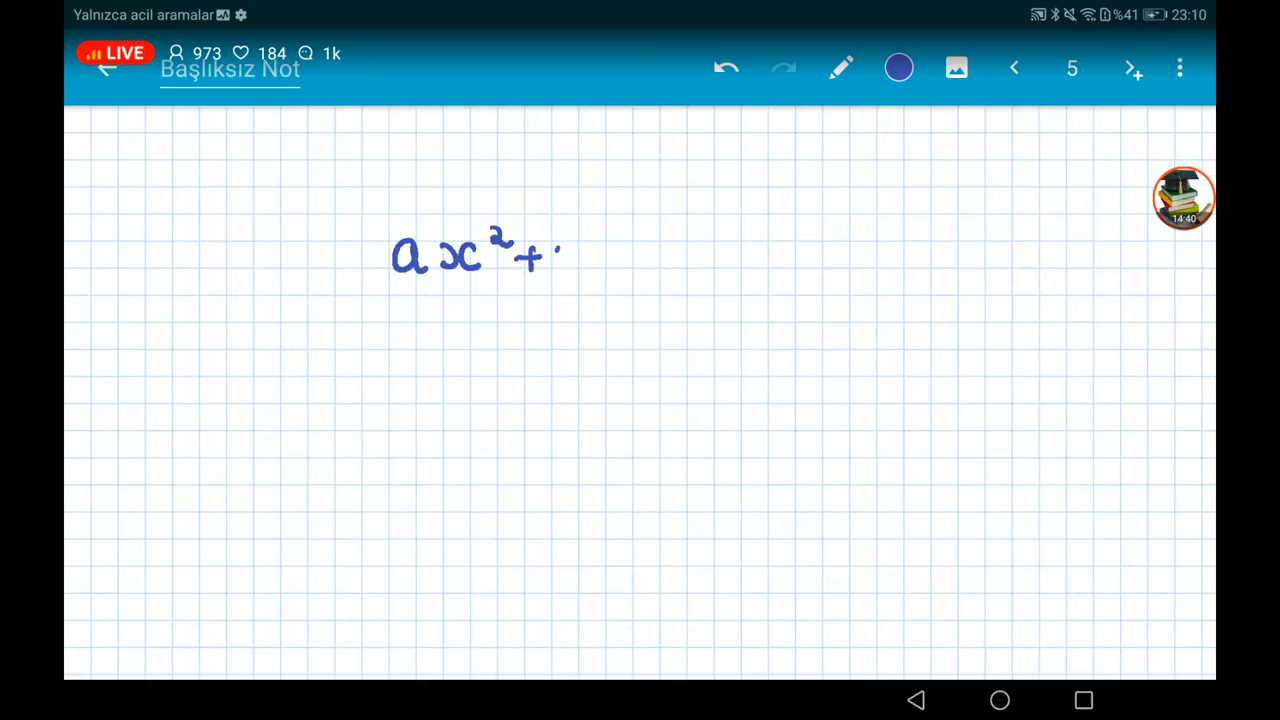 Yalnızca acil aramalar %41 23:10
LIVE 973 184 1k
Başlıksız Not 5
14:40
ax²+